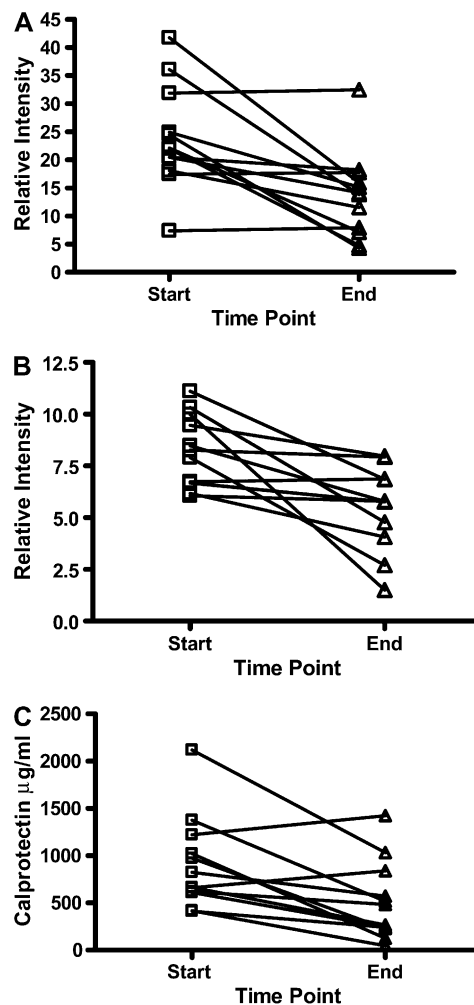 A
Relative Intensity
45
40
35
30
25
20
15
10
5
0
Start End
Time Point
B
Relative Intensity
12.5
10.0
7.5
5.0
2.5
0.0
Start End
Time Point
C
Calprotectin μg/ml
2500
2000
1500
1000
500
0
Start End
Time Point